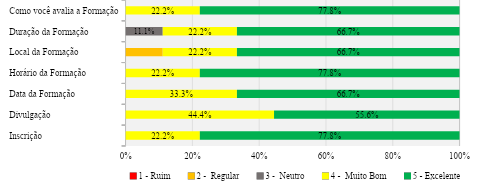 Como você avalia a Formação 22.2% 77.8%
Duração da Formação 11.1% 22.2% 66.7%
Local da Formação 22.2% 66.7%
Horário da Formação 22.2% 77.8%
Data da Formação 33.3% 66.7%
Divulgação 44.4% 55.6%
Inscrição 22.2% 77.8%
0% 20% 40% 60% 80% 100%
1 - Ruim 2 - Regular 3 - Neutro 4 - Muito Bom 5 - Excelente